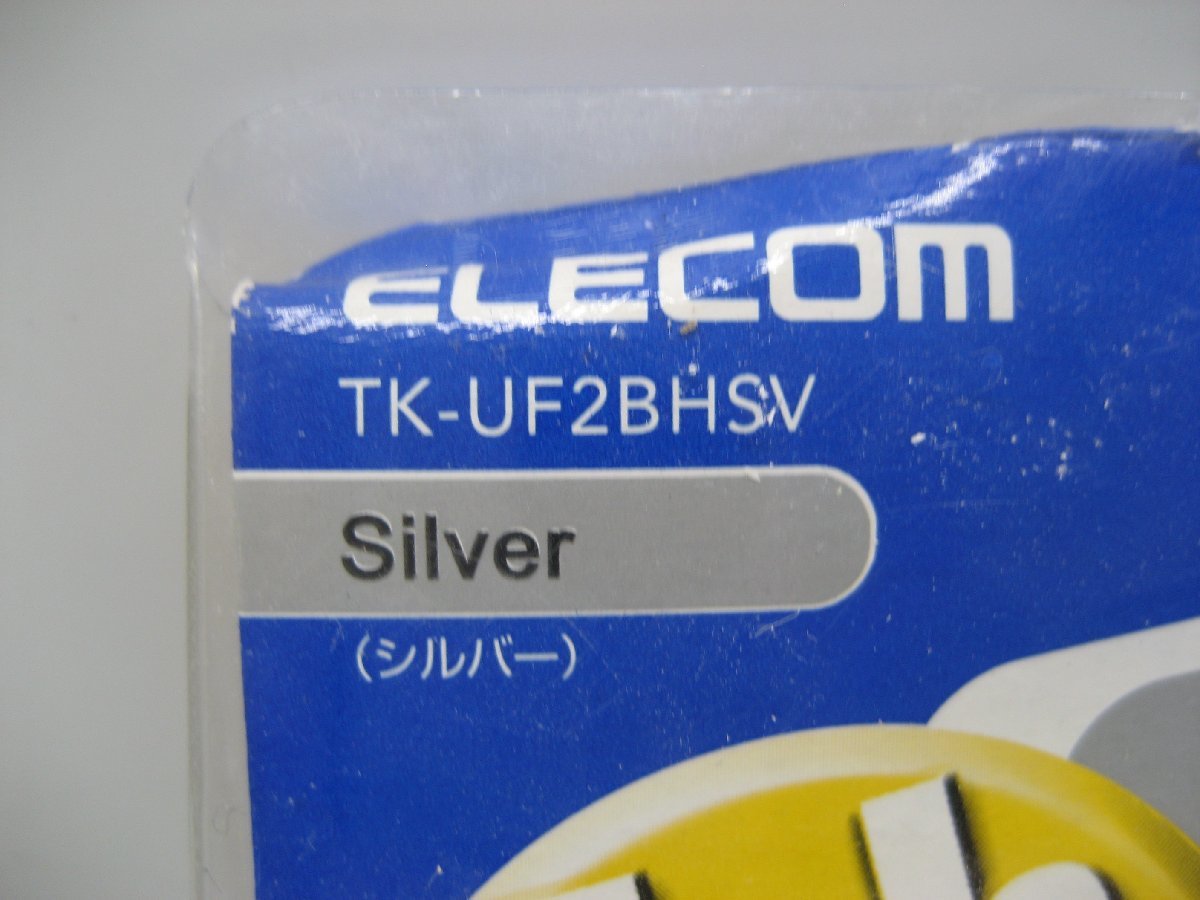 ELECOM
TK-UF2BHSV
Silver
(シルバー)